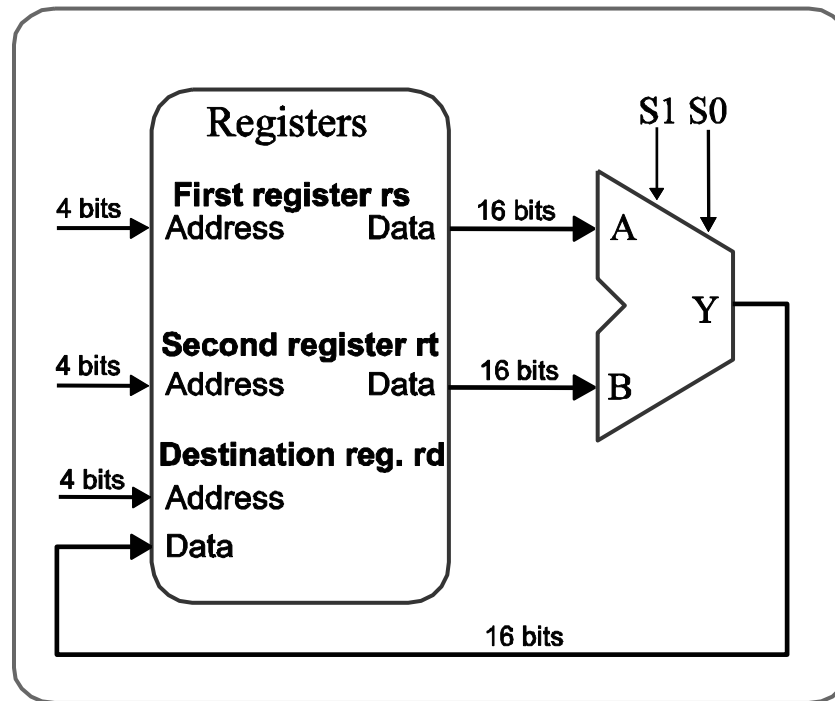 Registers
S1 S0
First register rs
4 bits
Address Data
16 bits
A
Y
Second register rt
4 bits
Address Data
16 bits
B
Destination reg. rd
4 bits
Address
Data
16 bits